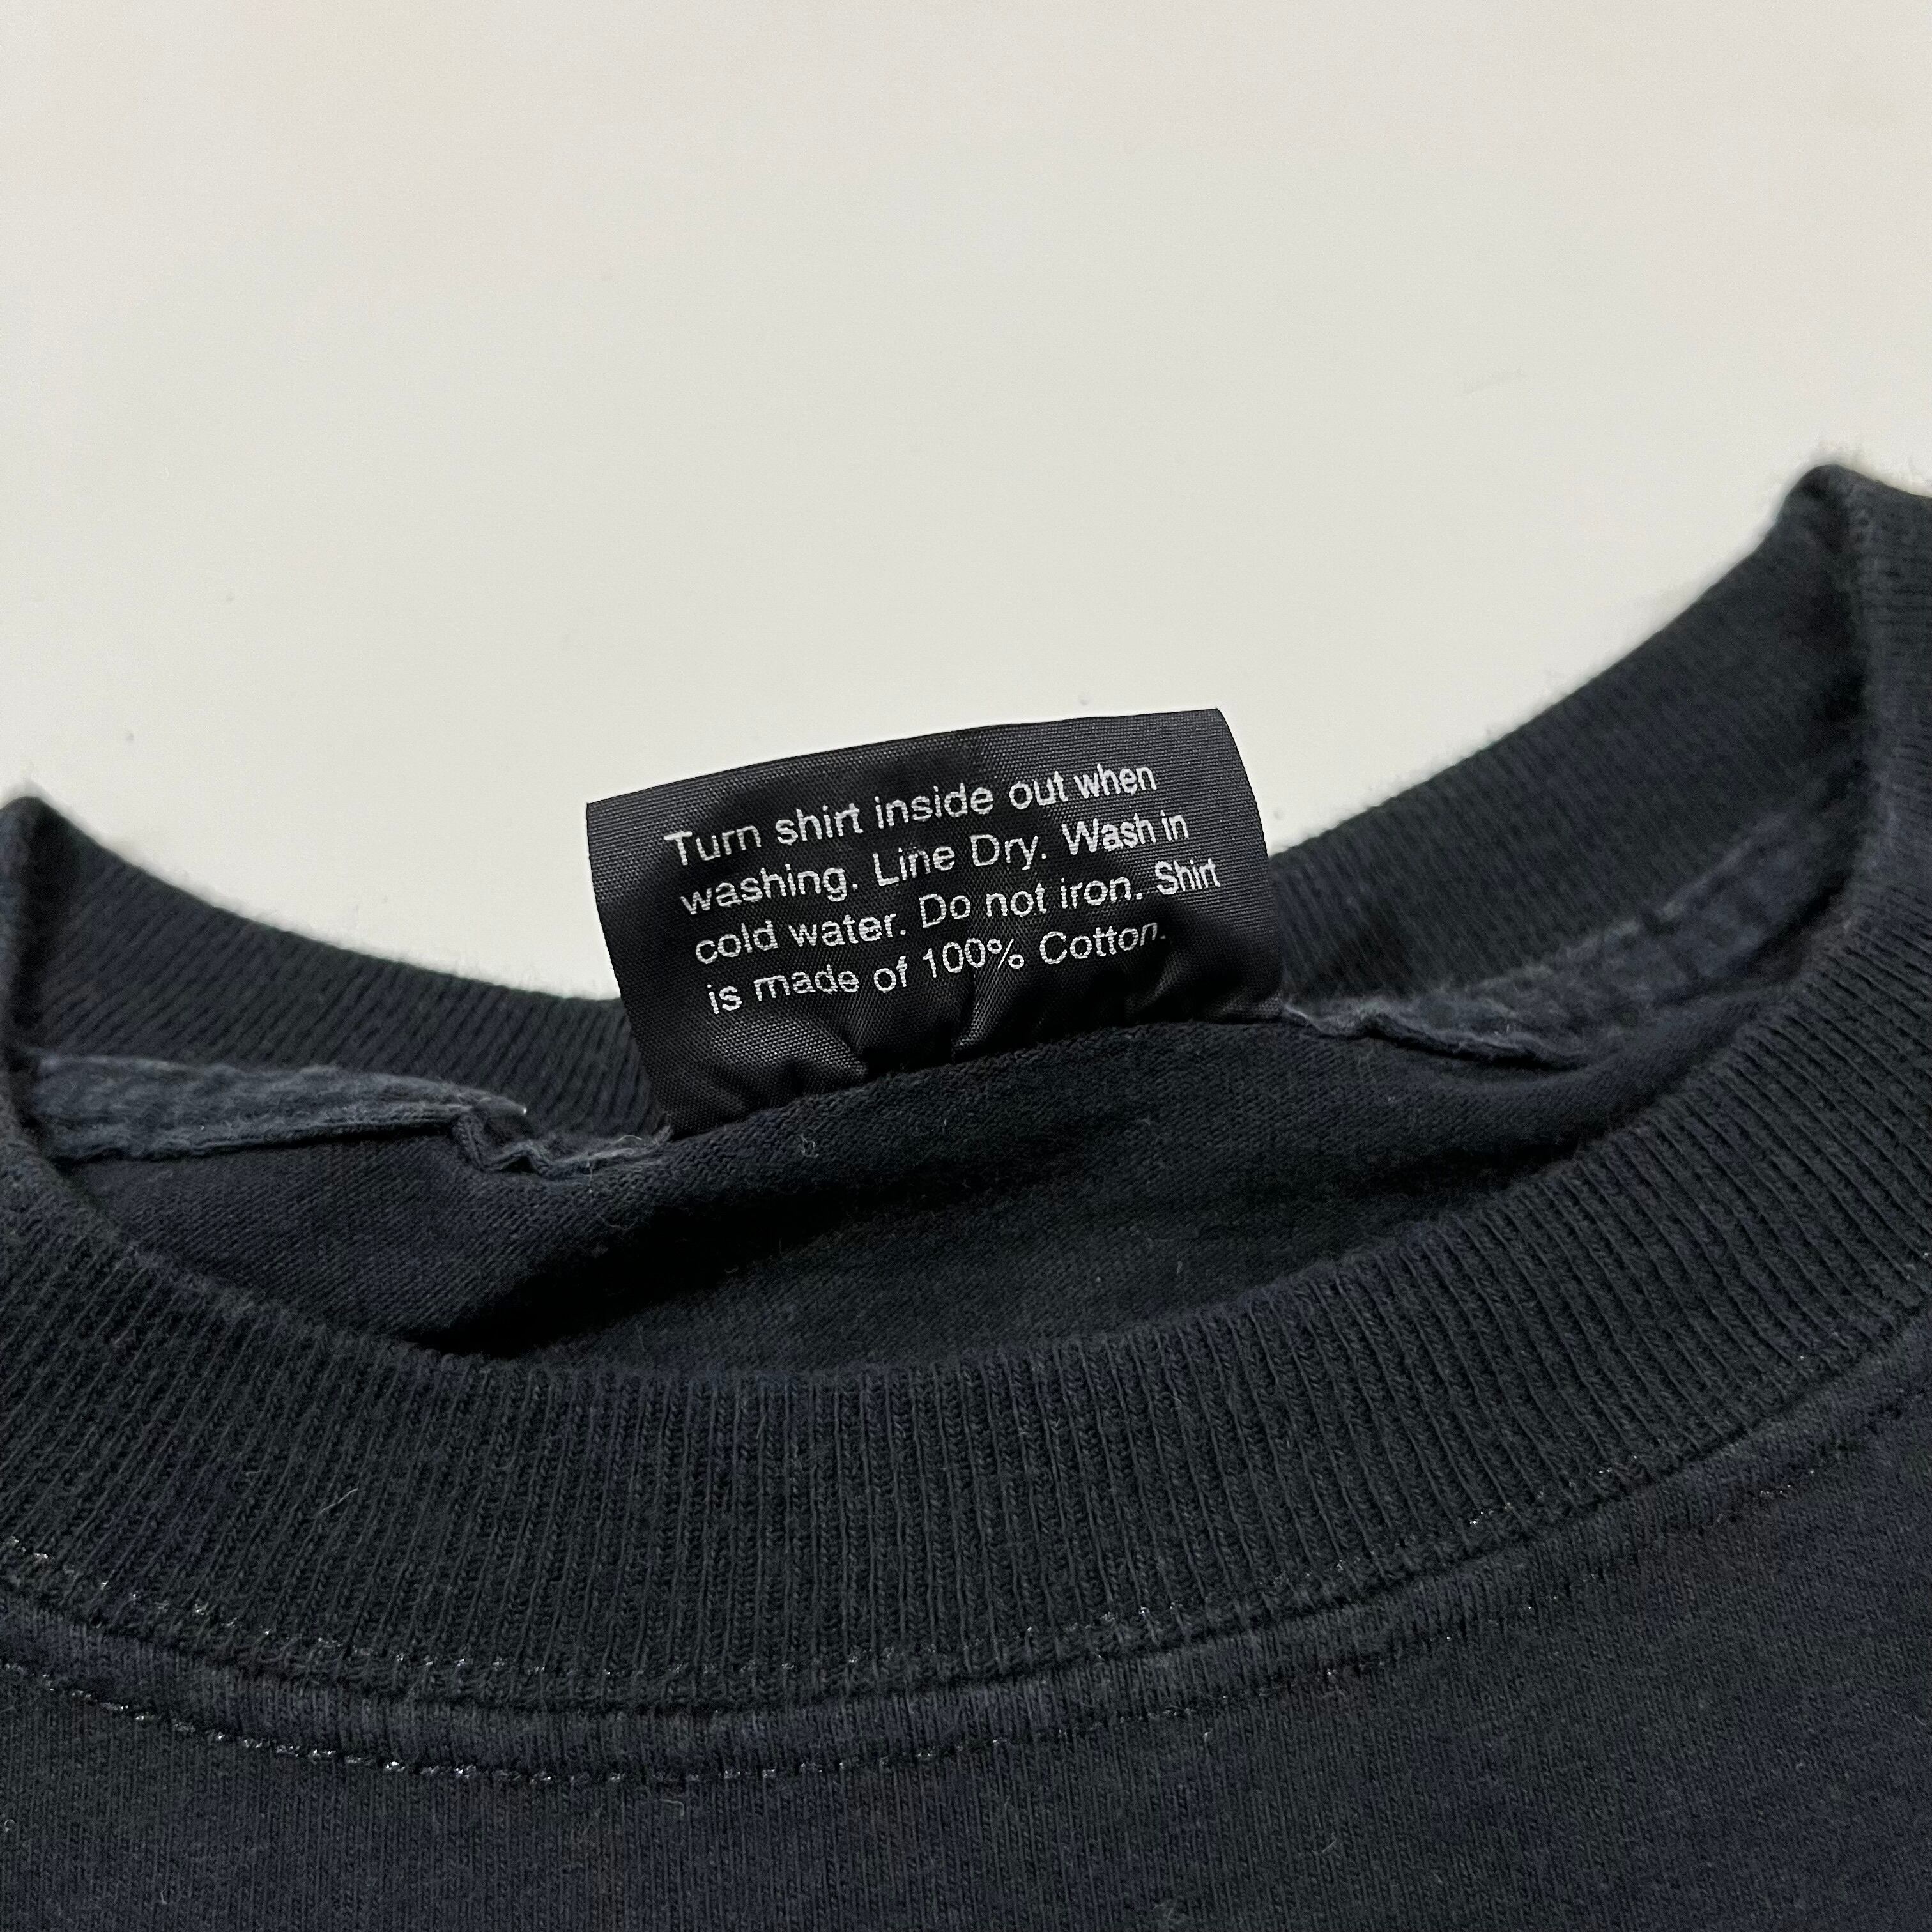 Turn shirt inside out when
washing. Line Dry. Wash in
cold water. Do not iron. Shirt
is made of 100% Cotton.